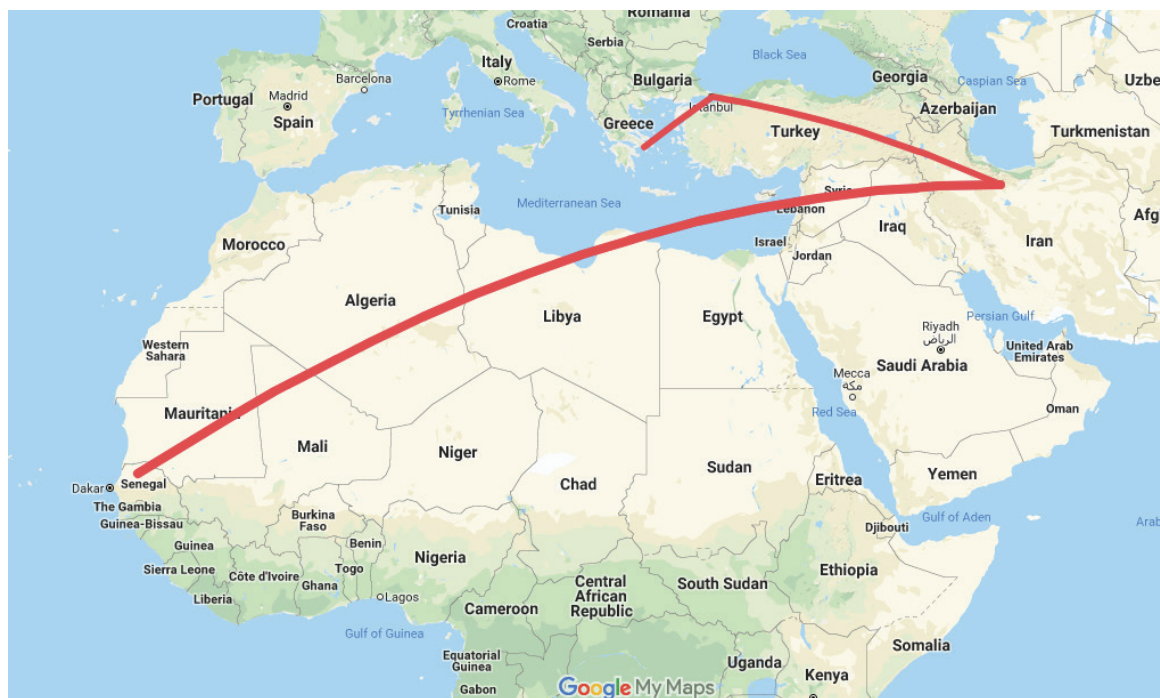 Romania
Croatia
Serbia
Italy
Rome
Black Sea
Barcelona
Bulgaria
Georgia
Caspian Sea
Portugal
Madrid
Spain
Tyrrhenian Sea
Istanbul
Azerbaijan
Greece
Turkey
Turkmenistan
Tunisia
Mediterranean Sea
Syria
Lebanon
Morocco
Israel
Iraq
Iran
Jordan
Algeria
Libya
Egypt
Persian Gulf
Western
Sahara
Riyadh
الرياض
United Arab
Emirates
Saudi Arabia
Mecca
مكة
Mauritania
Red Sea
Oman
Mali
Niger
Sudan
Yemen
Dakar
Senegal
Chad
Eritrea
The Gambia
Guinea-Bissau
Burkina
Faso
Gulf of Aden
Djibouti
Guinea
Benin
Nigeria
Sierra Leone
Côte d'Ivoire
Togo
Ghana
South Sudan
Ethiopia
Central
African
Republic
Liberia
Lagos
Cameroon
Gulf of Guinea
Somalia
Equatorial
Guinea
Uganda
Kenya
Gabon
Google My Maps